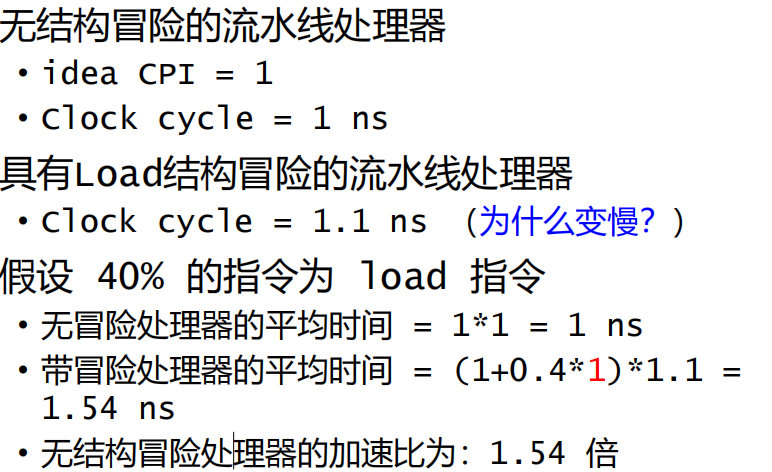 无结构冒险的流水线处理器
• idea CPI = 1
• Clock cycle = 1 ns
具有Load结构冒险的流水线处理器
• Clock cycle = 1.1 ns （为什么变慢？）
假设 40% 的指令为 load 指令
• 无冒险处理器的平均时间 = 1*1 = 1 ns
• 带冒险处理器的平均时间 = (1+0.4*1)*1.1 =
1.54 ns
• 无结构冒险处理器的加速比为：1.54 倍